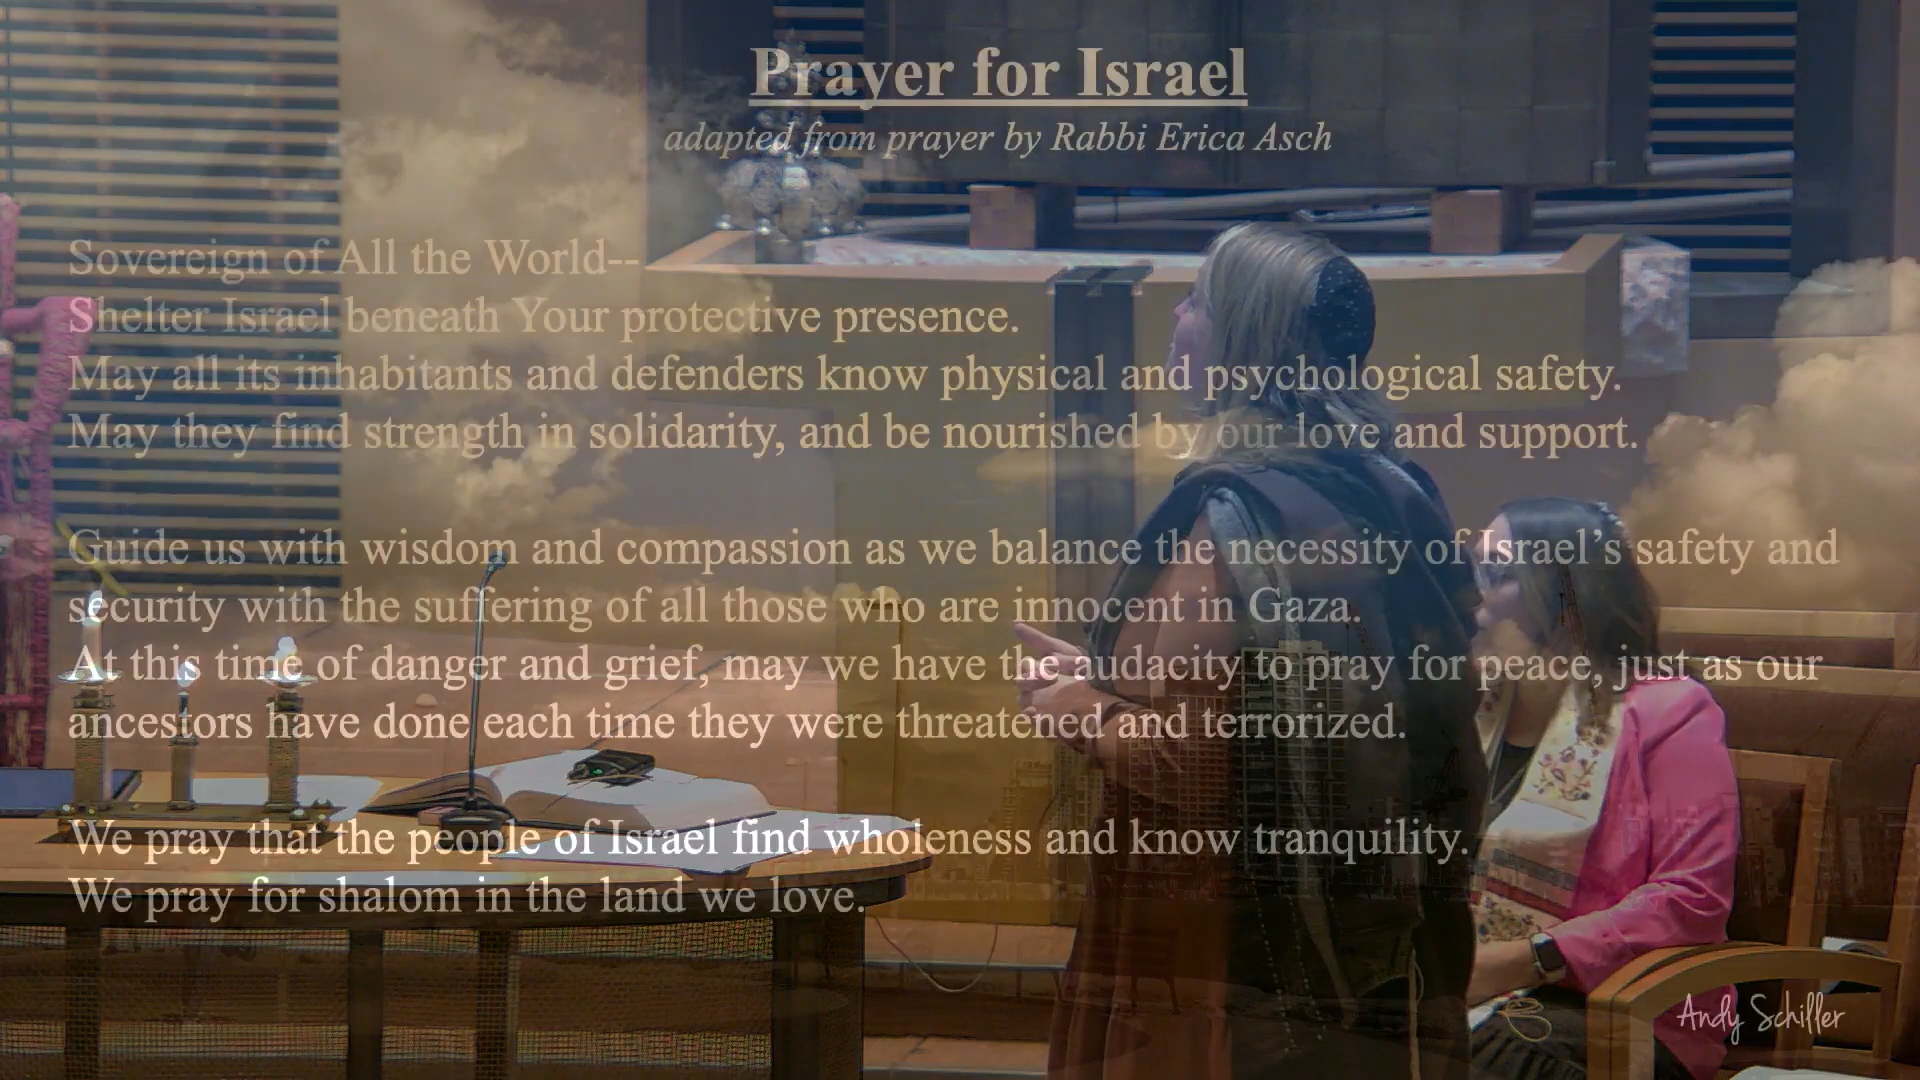 Prayer for Israel
adapted from prayer by Rabbi Erica Asch
Sovereign of All the World--
Shelter Israel beneath Your protective presence.
May all its inhabitants and defenders know physical and psychological safety.
May they find strength in solidarity, and be nourished by our love and support.
Guide us with wisdom and compassion as we balance the necessity of Israel’s safety and
security with the suffering of all those who are innocent in Gaza.
At this time of danger and grief, may we have the audacity to pray for peace, just as our
ancestors have done each time they were threatened and terrorized.
We pray that the people of Israel find wholeness and know tranquility.
We pray for shalom in the land we love.
Andy Schiller